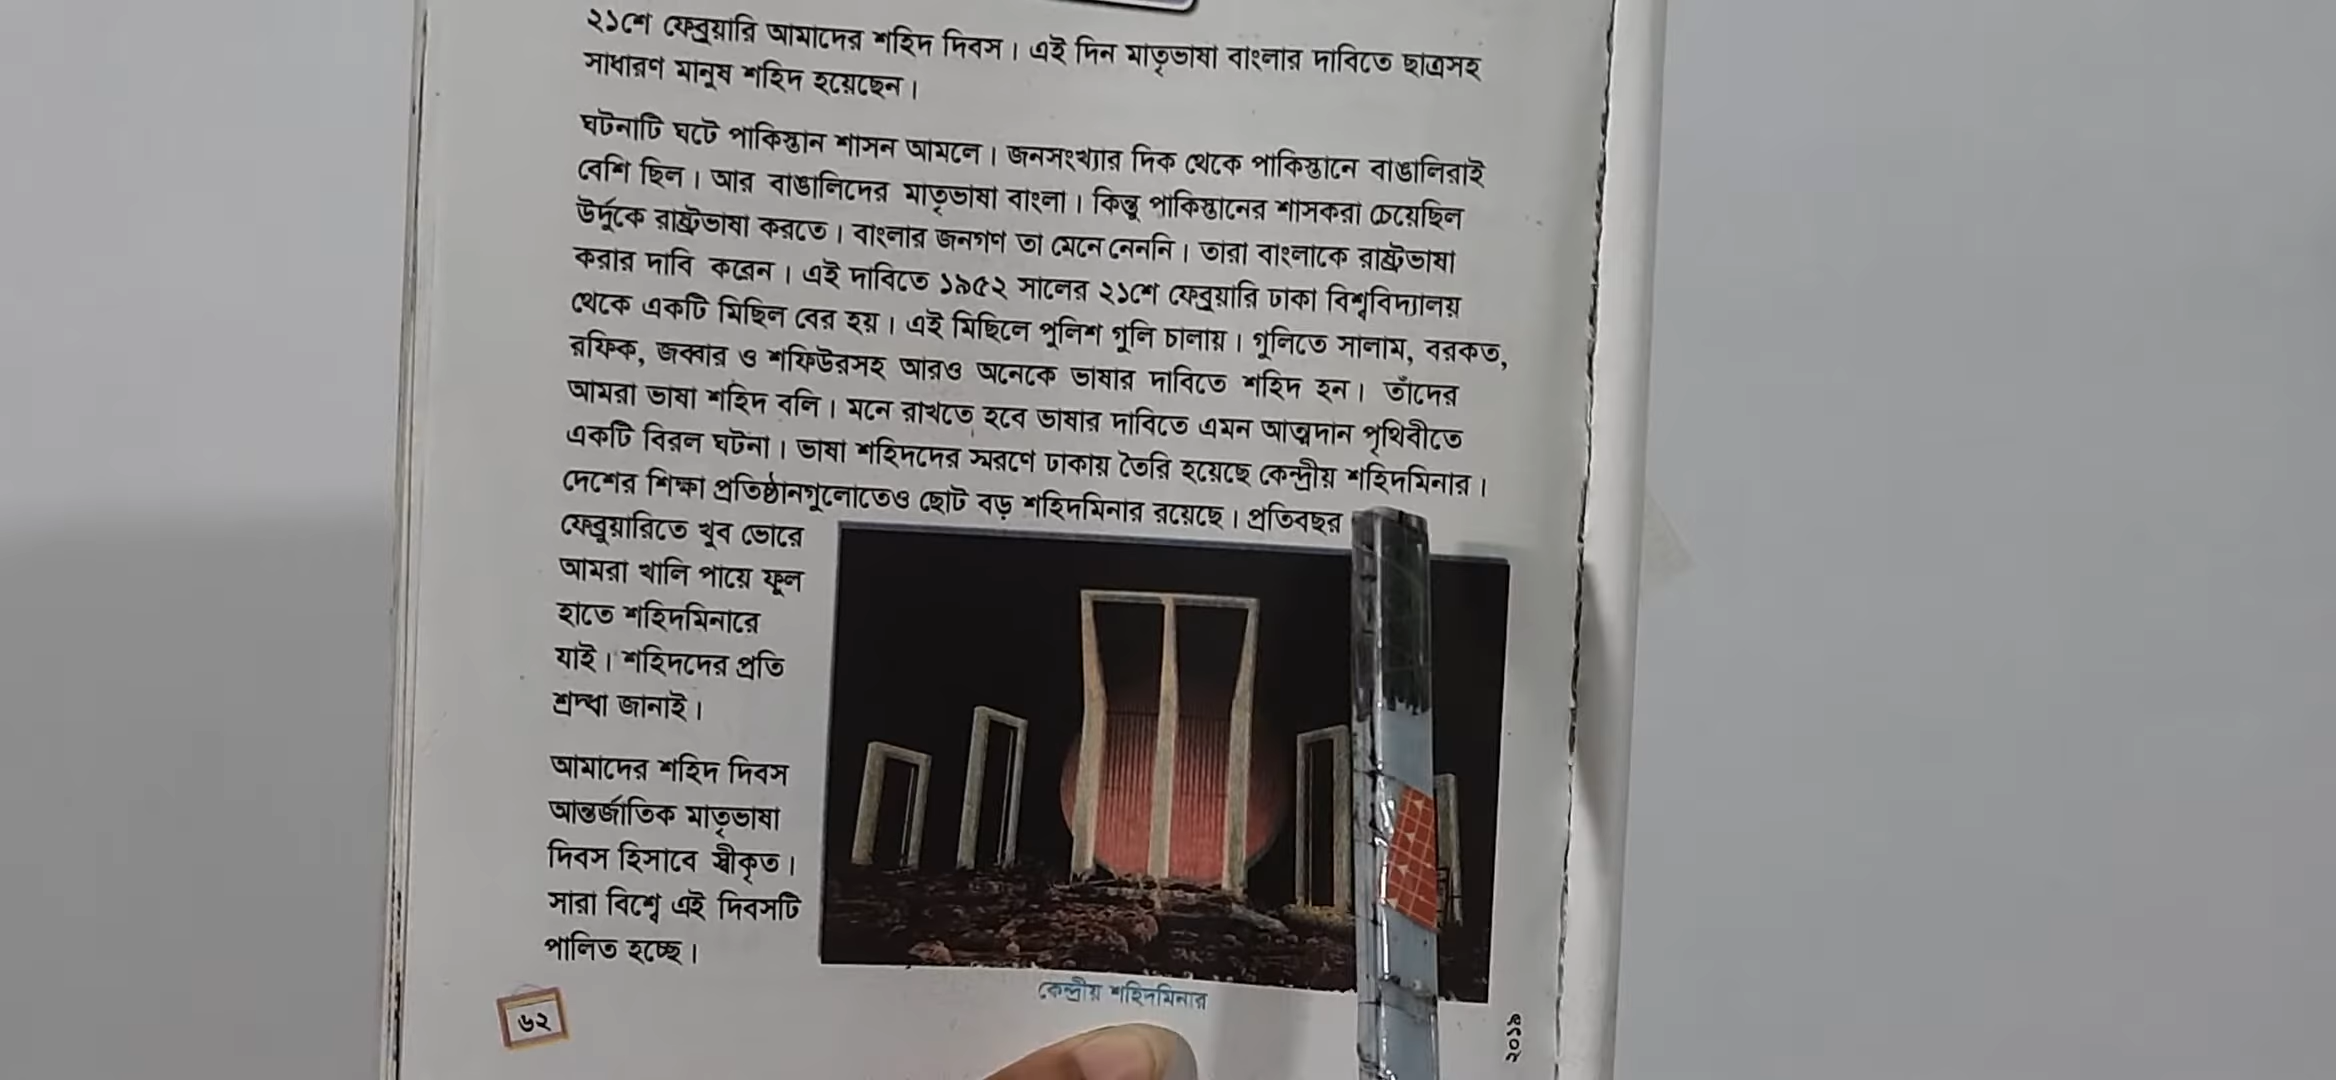 ২১শে ফেব্রুয়ারি আমাদের শহিদ দিবস। এই দিন মাতৃভাষা বাংলার দাবিতে ছাত্রসহ
সাধারণ মানুষ শহিদ হয়েছেন।
ঘটনাটি ঘটে পাকিস্তান শাসন আমলে। জনসংখ্যার দিক থেকে পাকিস্তানে বাঙালিরাই
বেশি ছিল। আর বাঙালিদের মাতৃভাষা বাংলা। কিন্তু পাকিস্তানের শাসকরা চেয়েছিল
উর্দুকে রাষ্ট্রভাষা করতে। বাংলার জনগণ তা মেনে নেননি। তারা বাংলাকে রাষ্ট্রভাষা
করার দাবি করেন। এই দাবিতে ১৯৫২ সালের ২১শে ফেব্রুয়ারি ঢাকা বিশ্ববিদ্যালয়
থেকে একটি মিছিল বের হয়। এই মিছিলে পুলিশ গুলি চালায়। গুলিতে সালাম, বরকত,
রফিক, জব্বার ও শফিউরসহ আরও অনেকে ভাষার দাবিতে শহিদ হন। তাঁদের
আমরা ভাষা শহিদ বলি। মনে রাখতে হবে ভাষার দাবিতে এমন আত্মদান পৃথিবীতে
একটি বিরল ঘটনা। ভাষা শহিদদের স্মরণে ঢাকায় তৈরি হয়েছে কেন্দ্রীয় শহিদমিনার।
দেশের শিক্ষা প্রতিষ্ঠানগুলোতেও ছোট বড় শহিদমিনার রয়েছে। প্রতিবছর
ফেব্রুয়ারিতে খুব ভোরে
আমরা খালি পায়ে ফুল
হাতে শহিদমিনারে
যাই। শহিদদের প্রতি
শ্রদ্ধা জানাই।
আমাদের শহিদ দিবস
আন্তর্জাতিক মাতৃভাষা
দিবস হিসাবে স্বীকৃত।
সারা বিশ্বে এই দিবসটি
পালিত হচ্ছে।
কেন্দ্রীয় শহিদমিনার
৬২
২০১৯